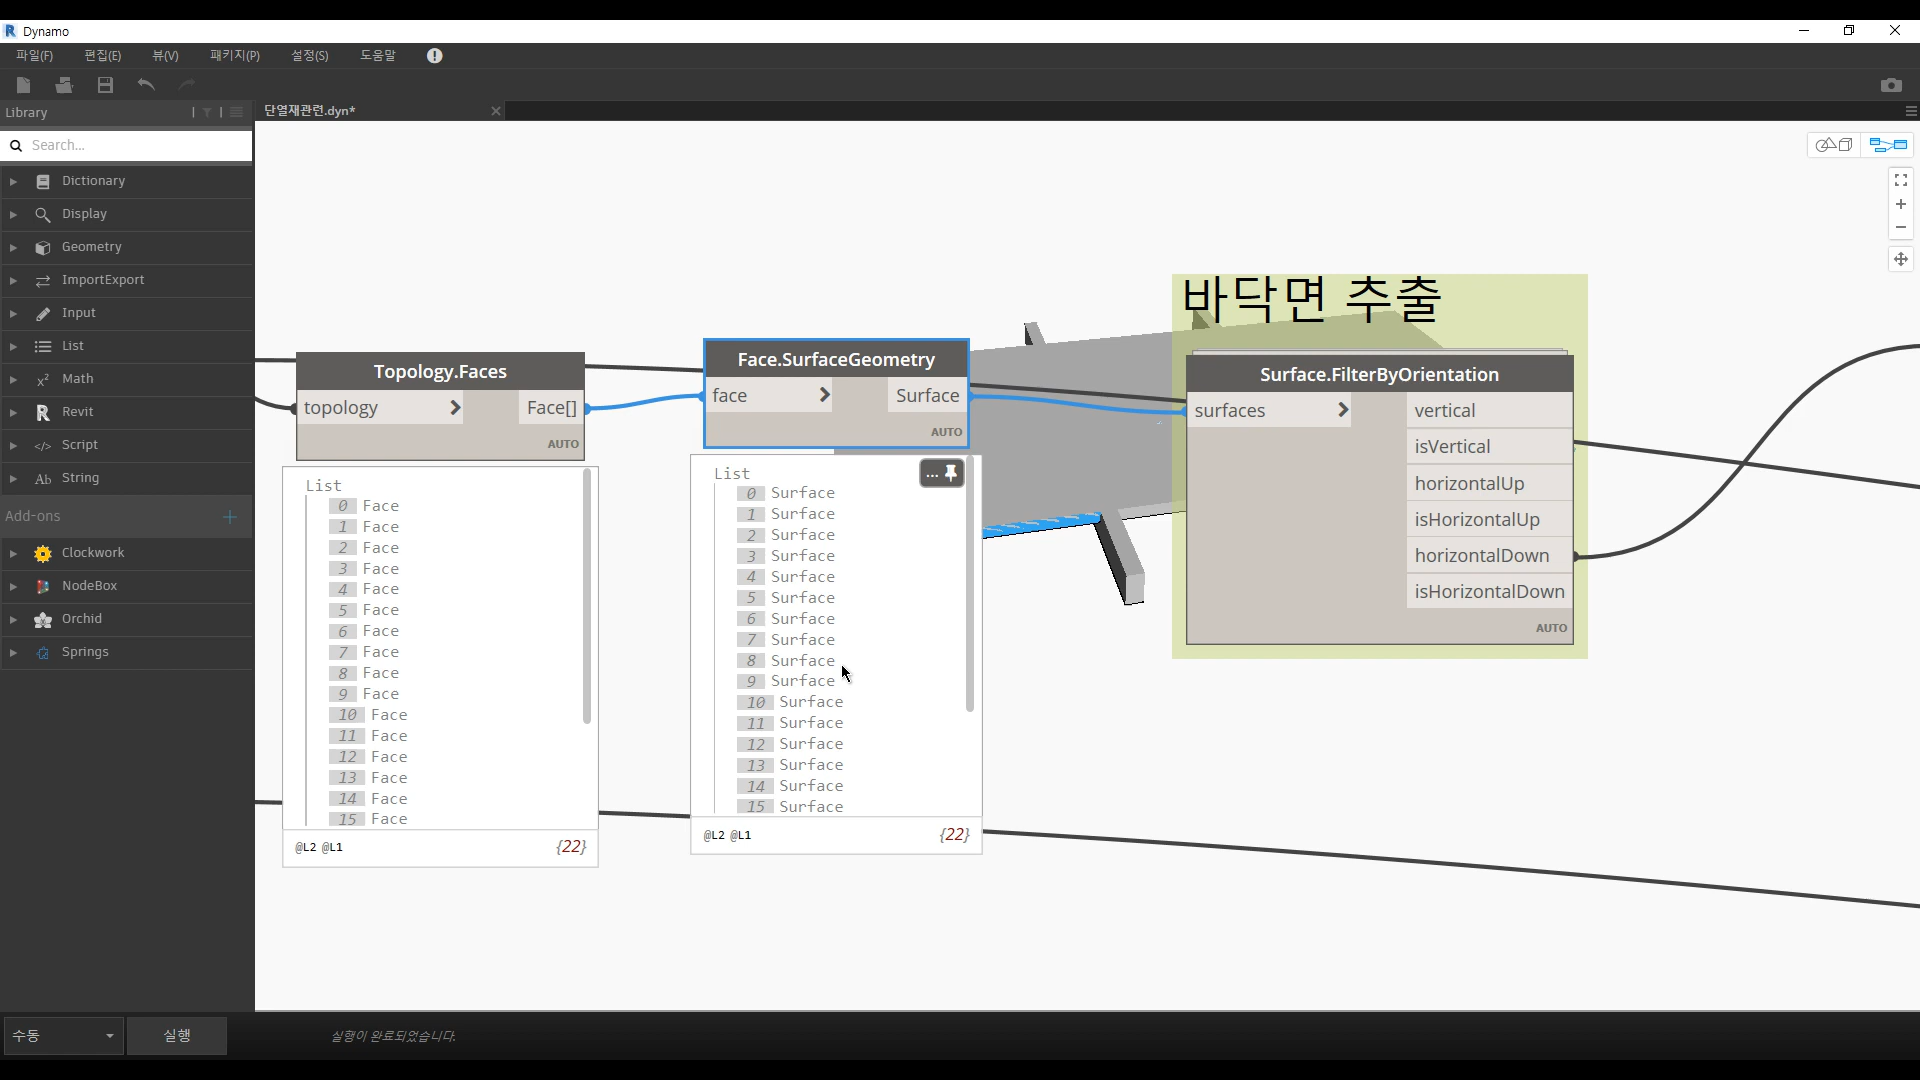 Dynamo
파일(F) 편집(E) 뷰(V) 패키지(P) 설정(S) 도움말
Library
단열재관련.dyn*
Search...
Dictionary
Display
Geometry
ImportExport
Input
List
Math
Revit
Script
String
Add-ons
Clockwork
NodeBox
Orchid
Springs
Topology.Faces
topology Face[]
AUTO
List
0 Face
1 Face
2 Face
3 Face
4 Face
5 Face
6 Face
7 Face
8 Face
9 Face
10 Face
11 Face
12 Face
13 Face
14 Face
15 Face
@L2 @L1 {22}
Face.SurfaceGeometry
face Surface
AUTO
List
0 Surface
1 Surface
2 Surface
3 Surface
4 Surface
5 Surface
6 Surface
7 Surface
8 Surface
9 Surface
10 Surface
11 Surface
12 Surface
13 Surface
14 Surface
15 Surface
@L2 @L1 {22}
바닥면 추출
Surface.FilterByOrientation
surfaces vertical
isVertical
horizontalUp
isHorizontalUp
horizontalDown
isHorizontalDown
AUTO
수동 실행 실행이 완료되었습니다.